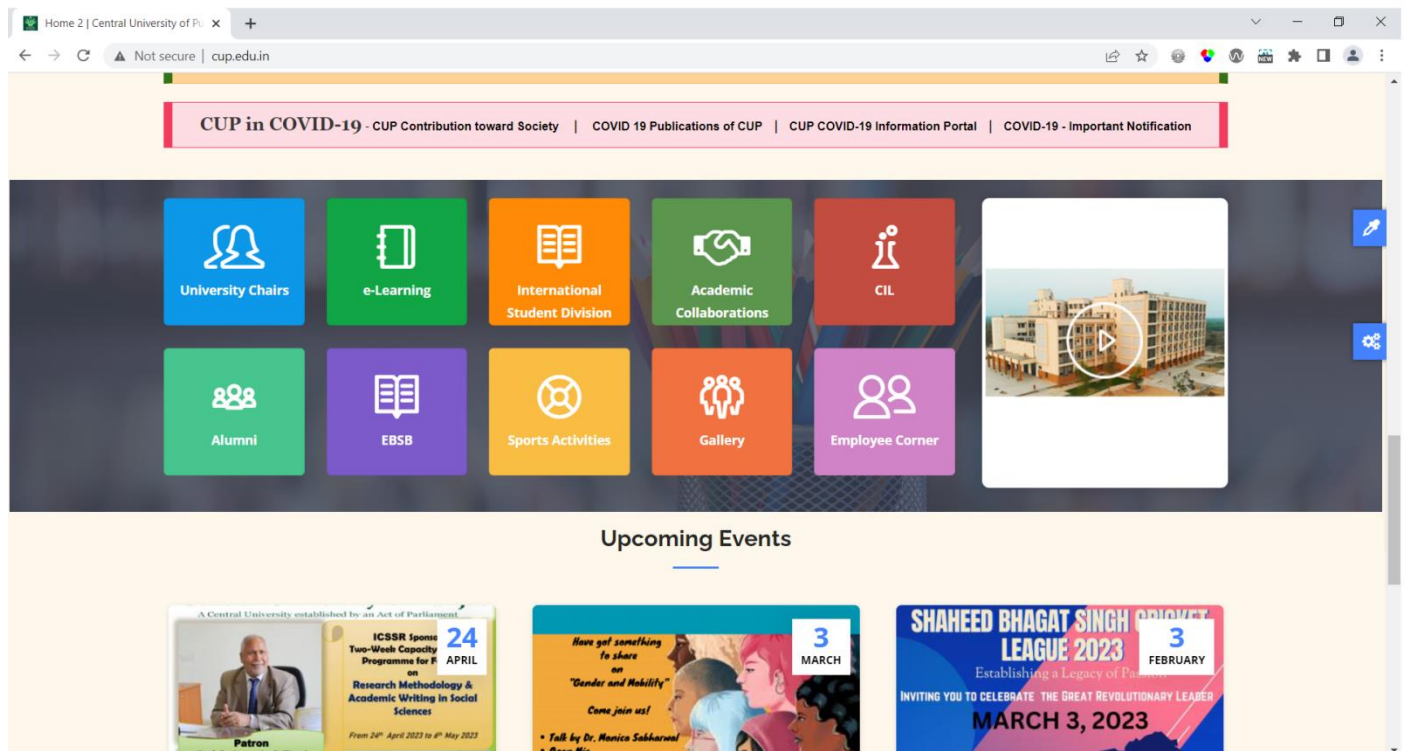 Home 2 | Central University of Pu
Not secure | cup.edu.in
NEW
CUP in COVID-19 - CUP Contribution toward Society | COVID 19 Publications of CUP | CUP COVID-19 Information Portal | COVID-19 - Important Notification
University Chairs
e-Learning
International
Student Division
Academic
Collaborations
CIL
Alumni
EBSB
Sports Activities
Gallery
Employee Corner
Upcoming Events
A Central University established by an Act of Parliament
ICSSR Sponso
Two-Week Capacity
Programme for F
on
Research Methodology &
Academic Writing in Social
Sciences
From 24th April 2023 to 6th May 2023
Patron
24
APRIL
Have got something
to share
on
"Gender and Mobility"
Come join us!
• Talk by Dr. Monica Sabharwal
• Open Mic
3
MARCH
SHAHEED BHAGAT SINGH CRICKET
LEAGUE 2023
Establishing a Legacy of Passion
INVITING YOU TO CELEBRATE THE GREAT REVOLUTIONARY LEADER
MARCH 3, 2023
3
FEBRUARY